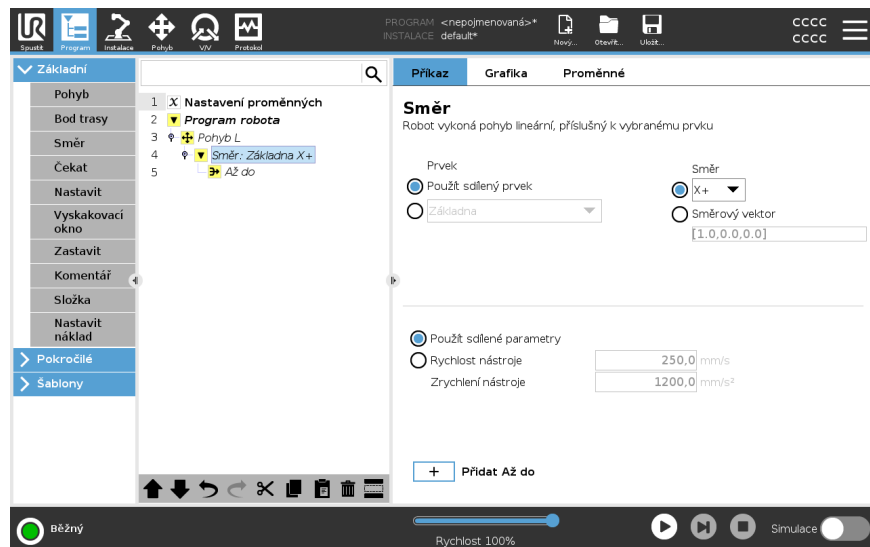 PROGRAM <nepojmenovaná>*
INSTALACE default*
Spustit
Program
Instalace
Pohyb
V/V
Protokol
Nový...
Otevřít...
Uložit...
CCCC
CCCC
Základní
Pohyb
Bod trasy
Směr
Čekat
Nastavit
Vyskakovací
okno
Zastavit
Komentář
Složka
Nastavit
náklad
Pokročilé
Šablony
1 X Nastavení proměnných
2 Program robota
3 Pohyb L
4 Směr: Základna X+
5 Až do
Příkaz
Grafika
Proměnné
Směr
Robot vykoná pohyb lineární, příslušný k vybranému prvku
Prvek
Použít sdílený prvek
Základna
Směr
X+
Směrový vektor
[1.0,0.0,0.0]
Použít sdílené parametry
Rychlost nástroje 250,0 mm/s
Zrychlení nástroje 1200,0 mm/s²
+ Přidat Až do
Běžný
Rychlost 100%
Simulace